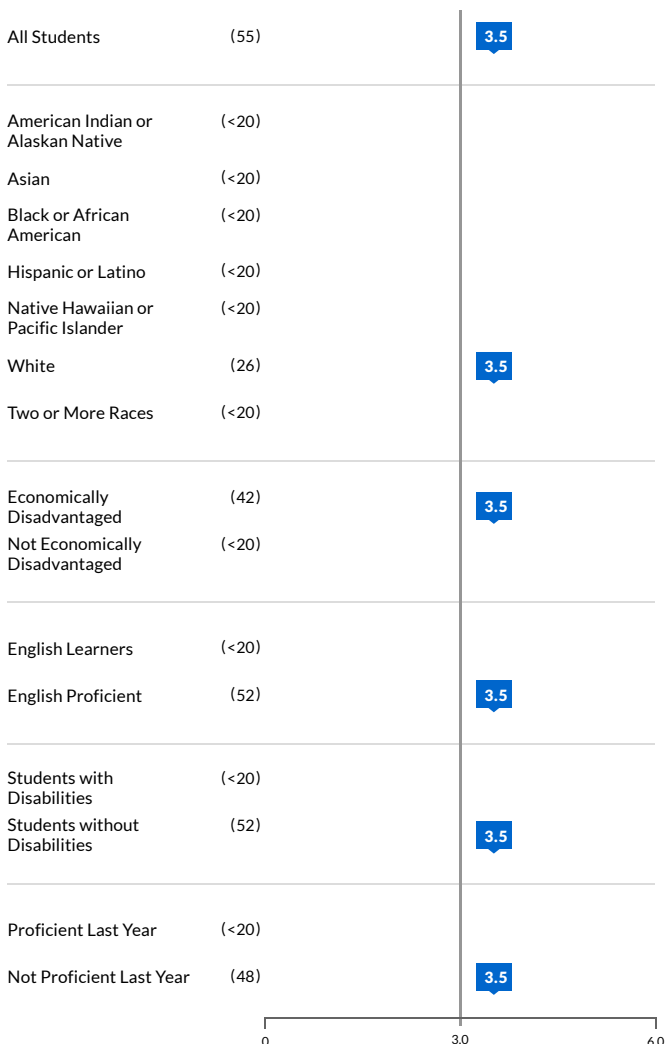 All Students (55) 3.5
American Indian or
Alaskan Native (<20)
Asian (<20)
Black or African
American (<20)
Hispanic or Latino (<20)
Native Hawaiian or
Pacific Islander (<20)
White (26) 3.5
Two or More Races (<20)
Economically
Disadvantaged (42) 3.5
Not Economically
Disadvantaged (<20)
English Learners (<20)
English Proficient (52) 3.5
Students with
Disabilities (<20)
Students without
Disabilities (52) 3.5
Proficient Last Year (<20)
Not Proficient Last Year (48) 3.5
0 3.0 6.0